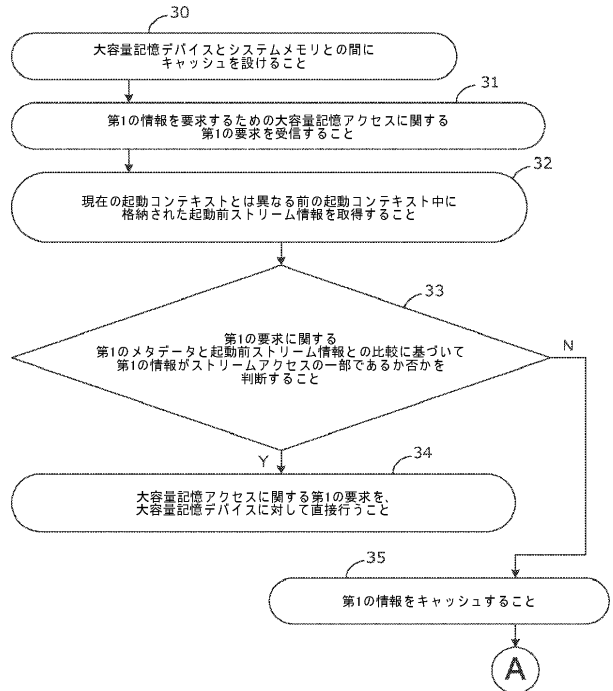 30
大容量記憶デバイスとシステムメモリとの間に
キャッシュを設けること
31
第1の情報を要求するための大容量記憶アクセスに関する
第1の要求を受信すること
32
現在の起動コンテキストとは異なる前の起動コンテキスト中に
格納された起動前ストリーム情報を取得すること
33
第1の要求に関する
第1のメタデータと起動前ストリーム情報との比較に基づいて
第1の情報がストリームアクセスの一部であるか否かを
判断すること
N
Y
34
大容量記憶アクセスに関する第1の要求を、
大容量記憶デバイスに対して直接行うこと
35
第1の情報をキャッシュすること
A